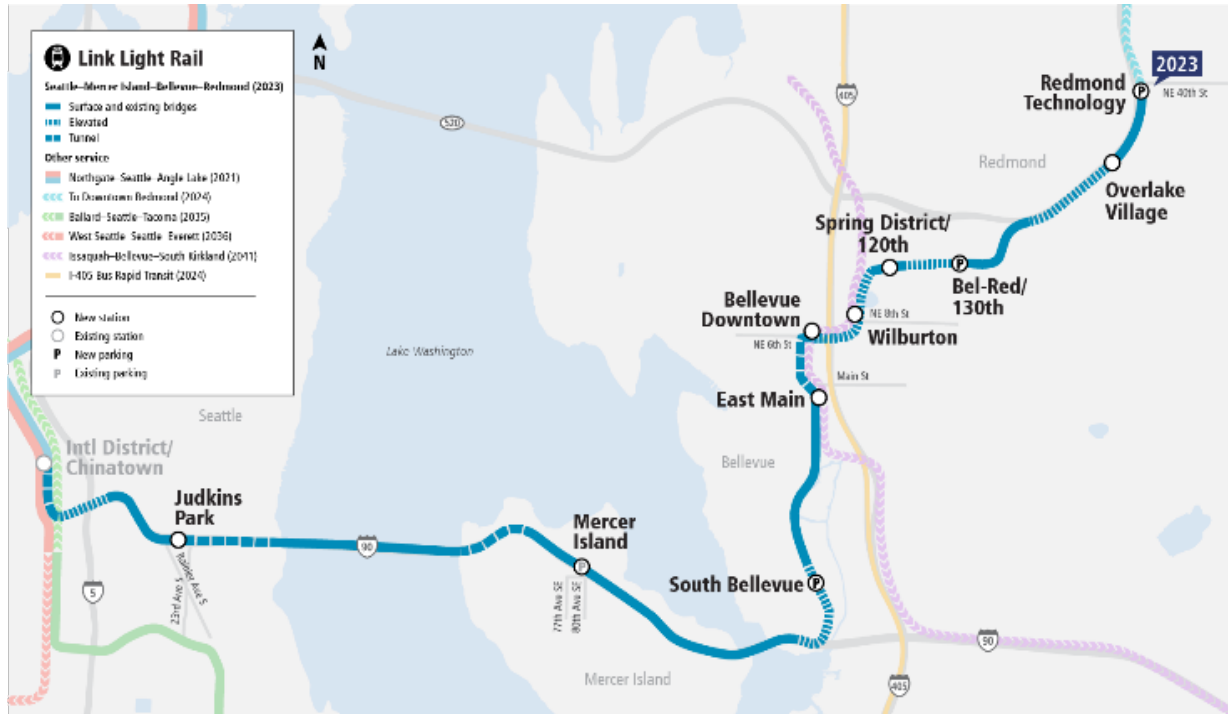 Link Light Rail
Seattle–Mercer Island–Bellevue–Redmond (2023)
Surface and existing bridges
Elevated
Tunnel
Other service
Northgate–Seattle–Angle Lake (2021)
To Downtown Redmond (2024)
Ballard–Seattle–Tacoma (2035)
West Seattle–Seattle–Everett (2036)
Issaquah–Bellevue–South Kirkland (2041)
I-405 Bus Rapid Transit (2024)
New station
Existing station
P New parking
P Existing parking
N
520
405
2023
Redmond
Technology
P
NE 40th St
Redmond
Overlake
Village
Spring District/
120th
P
Bel-Red/
130th
Bellevue
Downtown
NE 8th St
Wilburton
NE 6th St
Main St
East Main
Bellevue
Lake Washington
Seattle
Intl District/
Chinatown
Judkins
Park
Rainier Ave S
23rd Ave S
5
90
Mercer
Island
P
77th Ave SE
80th Ave SE
South Bellevue
P
90
Mercer Island
405